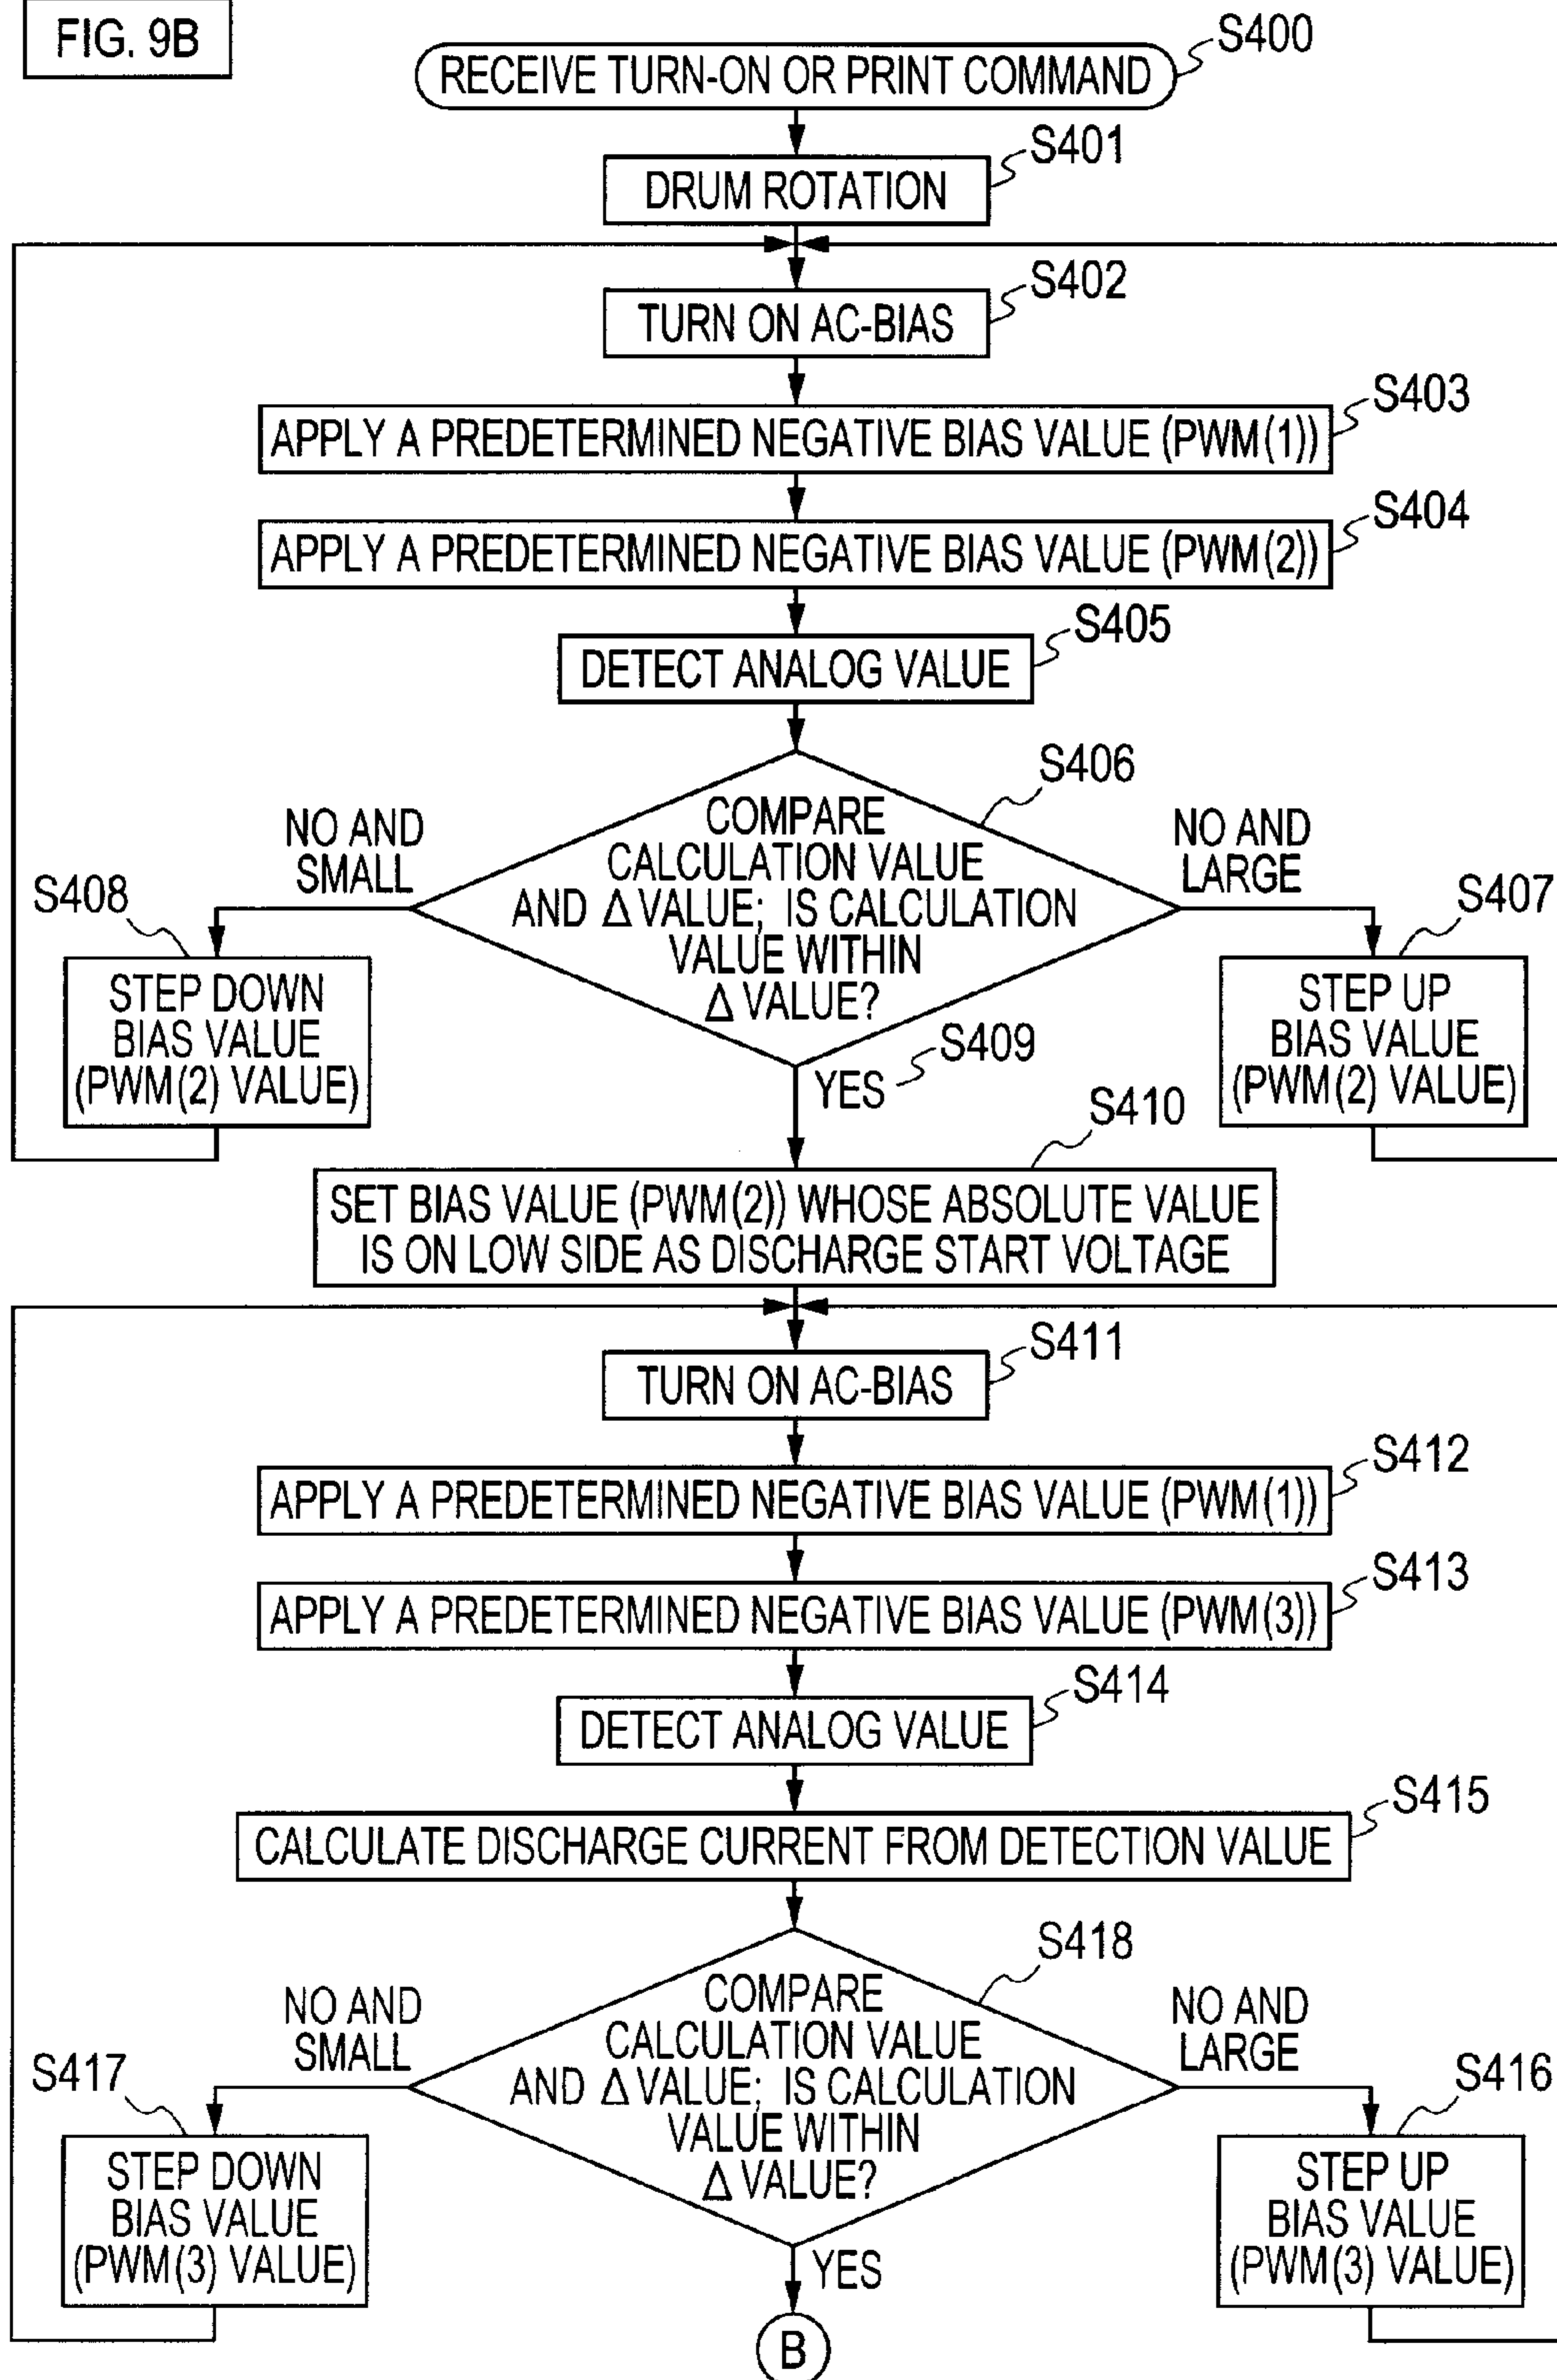 FIG. 9B
RECEIVE TURN-ON OR PRINT COMMAND
S400
DRUM ROTATION
S401
TURN ON AC-BIAS
S402
APPLY A PREDETERMINED NEGATIVE BIAS VALUE (PWM(1))
S403
APPLY A PREDETERMINED NEGATIVE BIAS VALUE (PWM(2))
S404
DETECT ANALOG VALUE
S405
COMPARE
CALCULATION VALUE
AND Δ VALUE; IS CALCULATION
VALUE WITHIN
Δ VALUE?
S406
NO AND
SMALL
NO AND
LARGE
S408
STEP DOWN
BIAS VALUE
(PWM(2) VALUE)
S407
STEP UP
BIAS VALUE
(PWM(2) VALUE)
YES
S409
SET BIAS VALUE (PWM(2)) WHOSE ABSOLUTE VALUE
IS ON LOW SIDE AS DISCHARGE START VOLTAGE
S410
TURN ON AC-BIAS
S411
APPLY A PREDETERMINED NEGATIVE BIAS VALUE (PWM(1))
S412
APPLY A PREDETERMINED NEGATIVE BIAS VALUE (PWM(3))
S413
DETECT ANALOG VALUE
S414
CALCULATE DISCHARGE CURRENT FROM DETECTION VALUE
S415
COMPARE
CALCULATION VALUE
AND Δ VALUE; IS CALCULATION
VALUE WITHIN
Δ VALUE?
S418
NO AND
SMALL
NO AND
LARGE
S417
STEP DOWN
BIAS VALUE
(PWM(3) VALUE)
S416
STEP UP
BIAS VALUE
(PWM(3) VALUE)
YES
B